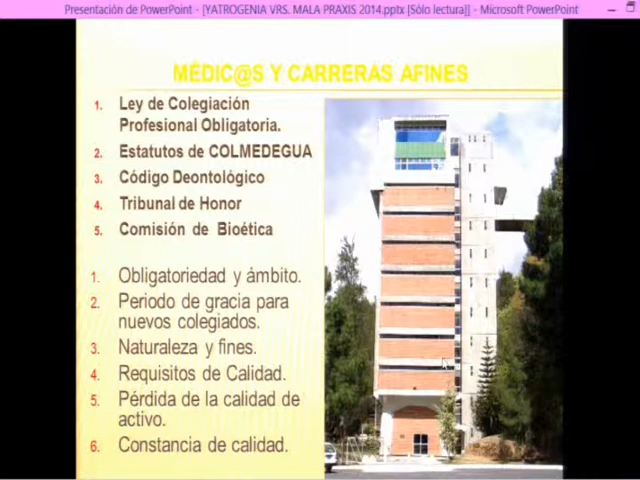 Presentación de PowerPoint - [YATROGENIA VRS. MALA PRAXIS 2014.pptx [Sólo lectura]] - Microsoft PowerPoint
MÉDIC@S Y CARRERAS AFINES
1. Ley de Colegiación
Profesional Obligatoria.
2. Estatutos de COLMEDEGUA
3. Código Deontológico
4. Tribunal de Honor
5. Comisión de Bioética
1. Obligatoriedad y ámbito.
2. Periodo de gracia para
nuevos colegiados.
3. Naturaleza y fines.
4. Requisitos de Calidad.
5. Pérdida de la calidad de
activo.
6. Constancia de calidad.